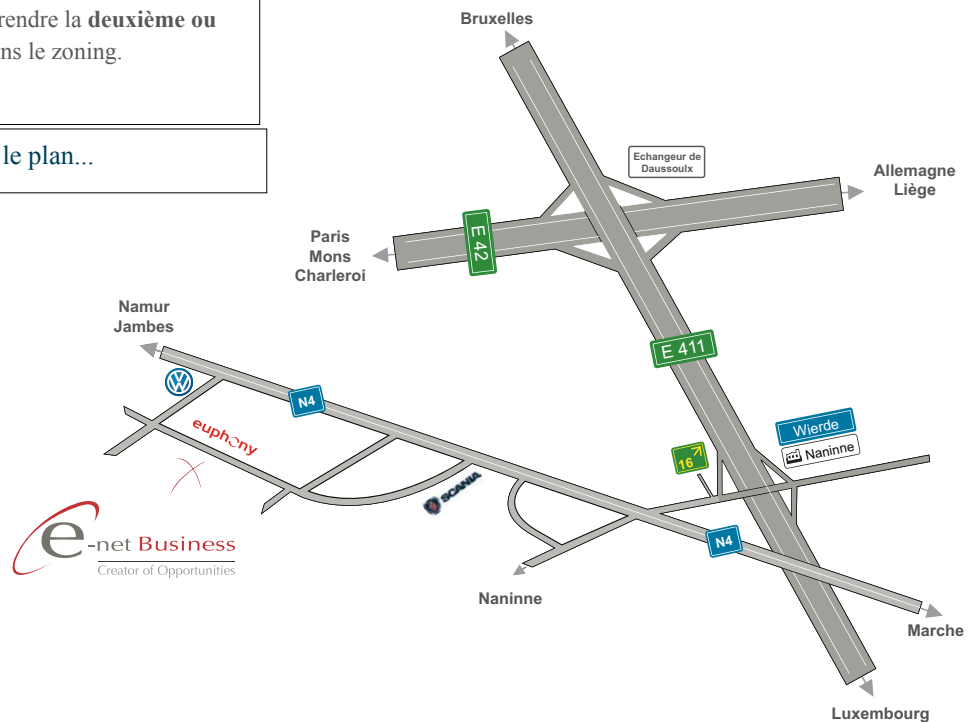 rendre la deuxième ou
ns le zoning.
le plan...
Bruxelles
Echangeur de
Daussoulx
Allemagne
Liège
E 42
Paris
Mons
Charleroi
Namur
Jambes
E 411
N4
euphony
Wierde
Naninne
16
SCANIA
e-net Business
Creator of Opportunities
N4
Naninne
Marche
Luxembourg